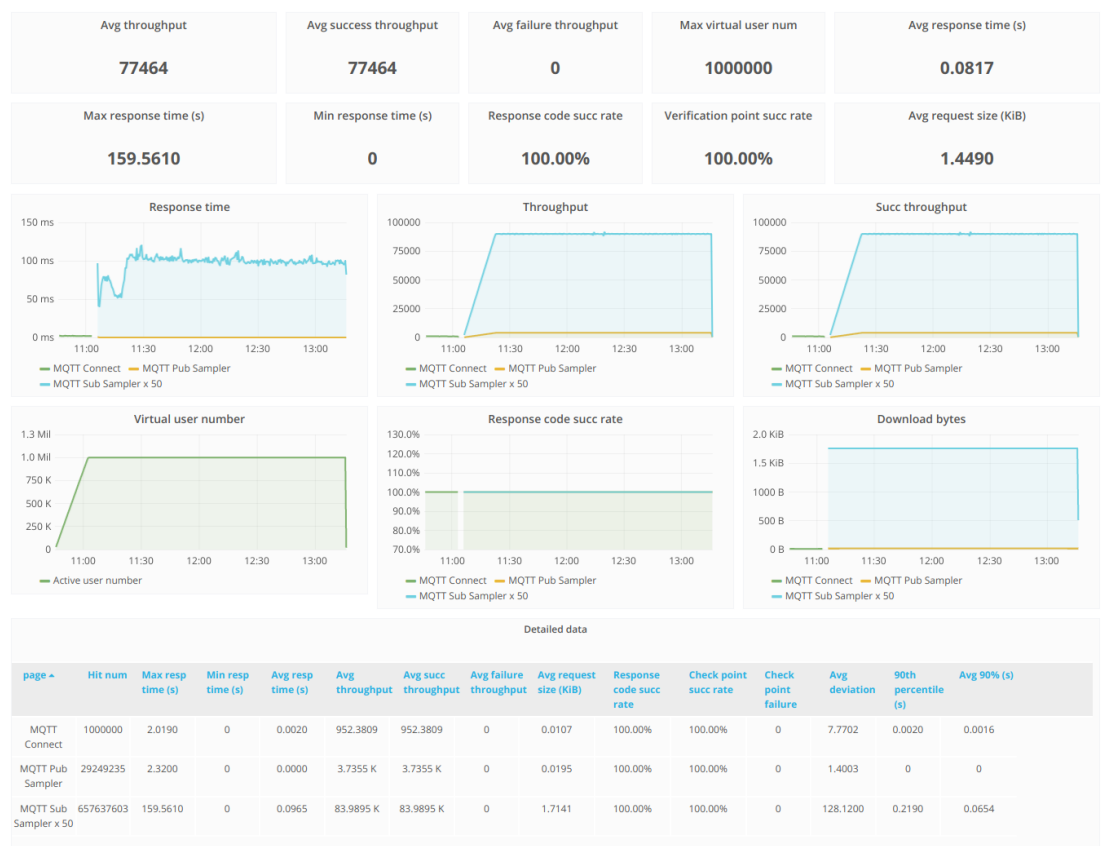 Avg throughput
77464
Avg success throughput
77464
Avg failure throughput
0
Max virtual user num
1000000
Avg response time (s)
0.0817
Max response time (s)
159.5610
Min response time (s)
0
Response code succ rate
100.00%
Verification point succ rate
100.00%
Avg request size (KiB)
1.4490
Response time
150 ms
100 ms
50 ms
0 ms
11:00 11:30 12:00 12:30 13:00
MQTT Connect MQTT Pub Sampler
MQTT Sub Sampler x 50
Throughput
100000
75000
50000
25000
0
11:00 11:30 12:00 12:30 13:00
MQTT Connect MQTT Pub Sampler
MQTT Sub Sampler x 50
Succ throughput
100000
75000
50000
25000
0
11:00 11:30 12:00 12:30 13:00
MQTT Connect MQTT Pub Sampler
MQTT Sub Sampler x 50
Virtual user number
1.3 Mil
1.0 Mil
750 K
500 K
250 K
0
11:00 11:30 12:00 12:30 13:00
Active user number
Response code succ rate
130.0%
120.0%
110.0%
100.0%
90.0%
80.0%
70.0%
11:00 11:30 12:00 12:30 13:00
MQTT Connect MQTT Pub Sampler
MQTT Sub Sampler x 50
Download bytes
2.0 KiB
1.5 KiB
1000 B
500 B
0 B
11:00 11:30 12:00 12:30 13:00
MQTT Connect MQTT Pub Sampler
MQTT Sub Sampler x 50
Detailed data
page Hit num Max resp time (s) Min resp time (s) Avg resp time (s) Avg throughput Avg succ throughput Avg failure throughput Avg request size (KiB) Response code succ rate Check point succ rate Check point failure Avg deviation 90th percentile (s) Avg 90% (s)
MQTT Connect 1000000 2.0190 0 0.0020 952.3809 952.3809 0 0.0107 100.00% 100.00% 0 7.7702 0.0020 0.0016
MQTT Pub Sampler 29249235 2.3200 0 0.0000 3.7355 K 3.7355 K 0 0.0195 100.00% 100.00% 0 1.4003 0 0
MQTT Sub Sampler x 50 657637603 159.5610 0 0.0965 83.9895 K 83.9895 K 0 1.7141 100.00% 100.00% 0 128.1200 0.2190 0.0654